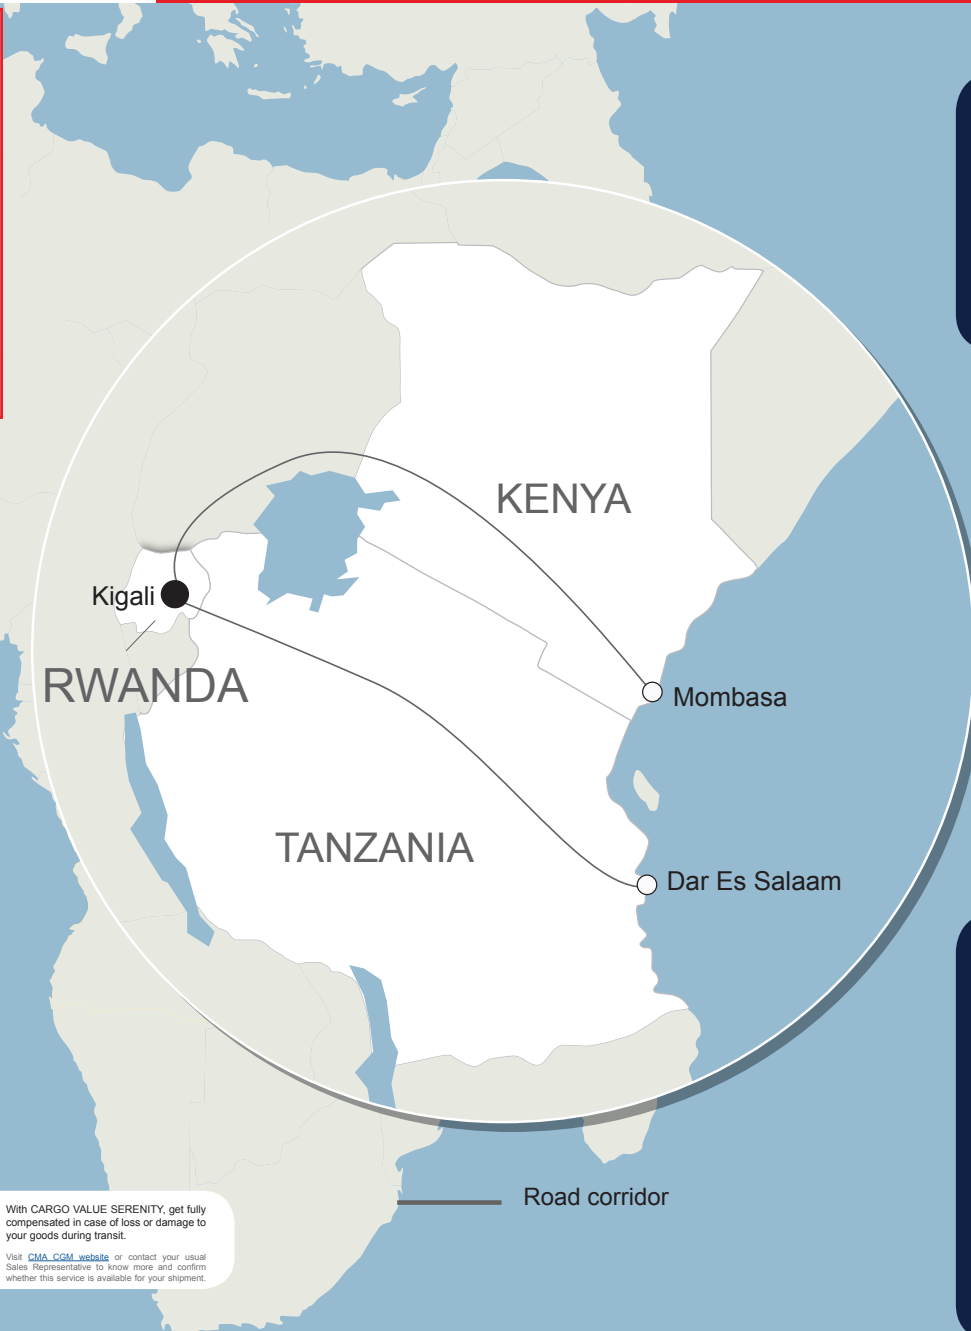 KENYA
Kigali
RWANDA
Mombasa
TANZANIA
Dar Es Salaam
Road corridor
With CARGO VALUE SERENITY, get fully
compensated in case of loss or damage to
your goods during transit.
Visit CMA CGM website or contact your usual
Sales Representative to know more and confirm
whether this service is available for your shipment.